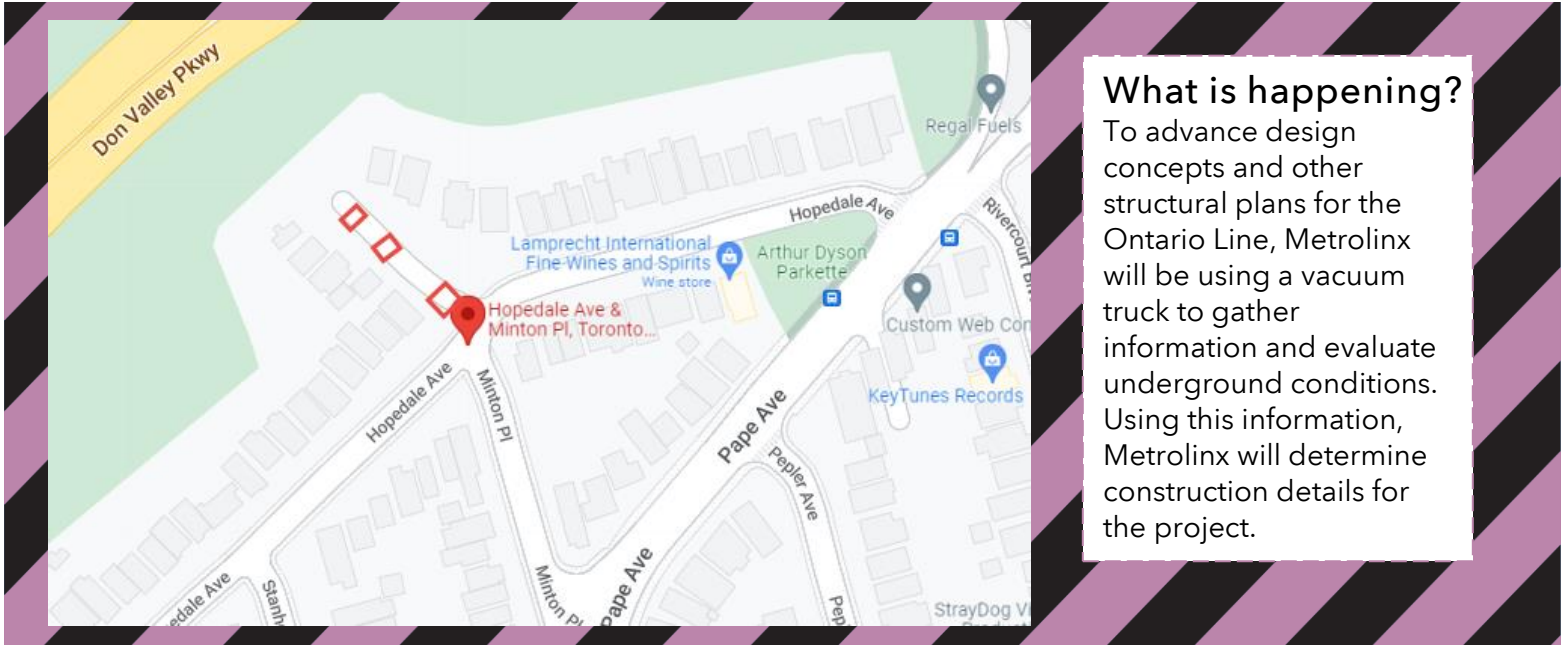 Don Valley Pkwy
Regal Fuels
Hopedale Ave
Rivercourt
Lamprecht International
Fine Wines and Spirits
Wine store
Arthur Dyson
Parkette
Hopedale Ave &
Minton Pl, Toronto...
Custom Web Con
KeyTunes Records
Hopedale Ave
Minton Pl
Pape Ave
Pepler Ave
edale Ave
Stanh
Minton Pl
Pape Ave
Pep
StrayDog V
What is happening?
To advance design
concepts and other
structural plans for the
Ontario Line, Metrolinx
will be using a vacuum
truck to gather
information and evaluate
underground conditions.
Using this information,
Metrolinx will determine
construction details for
the project.